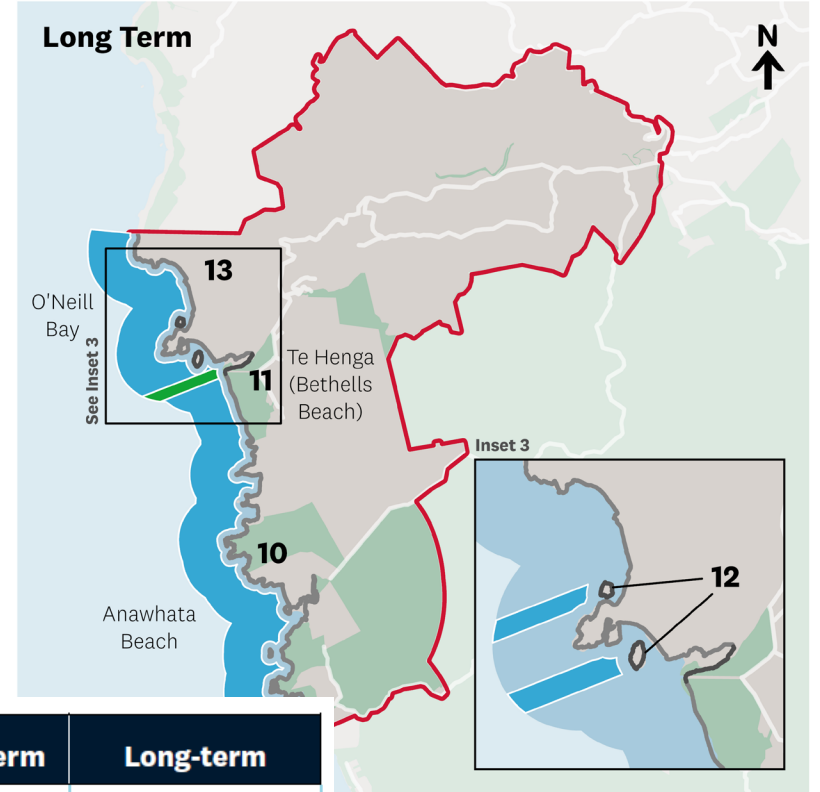 Long Term
N
13
O'Neill
Bay
See Inset 3
Te Henga
(Bethells
Beach)
11
Inset 3
10
12
Anawhata
Beach
erm
Long-term